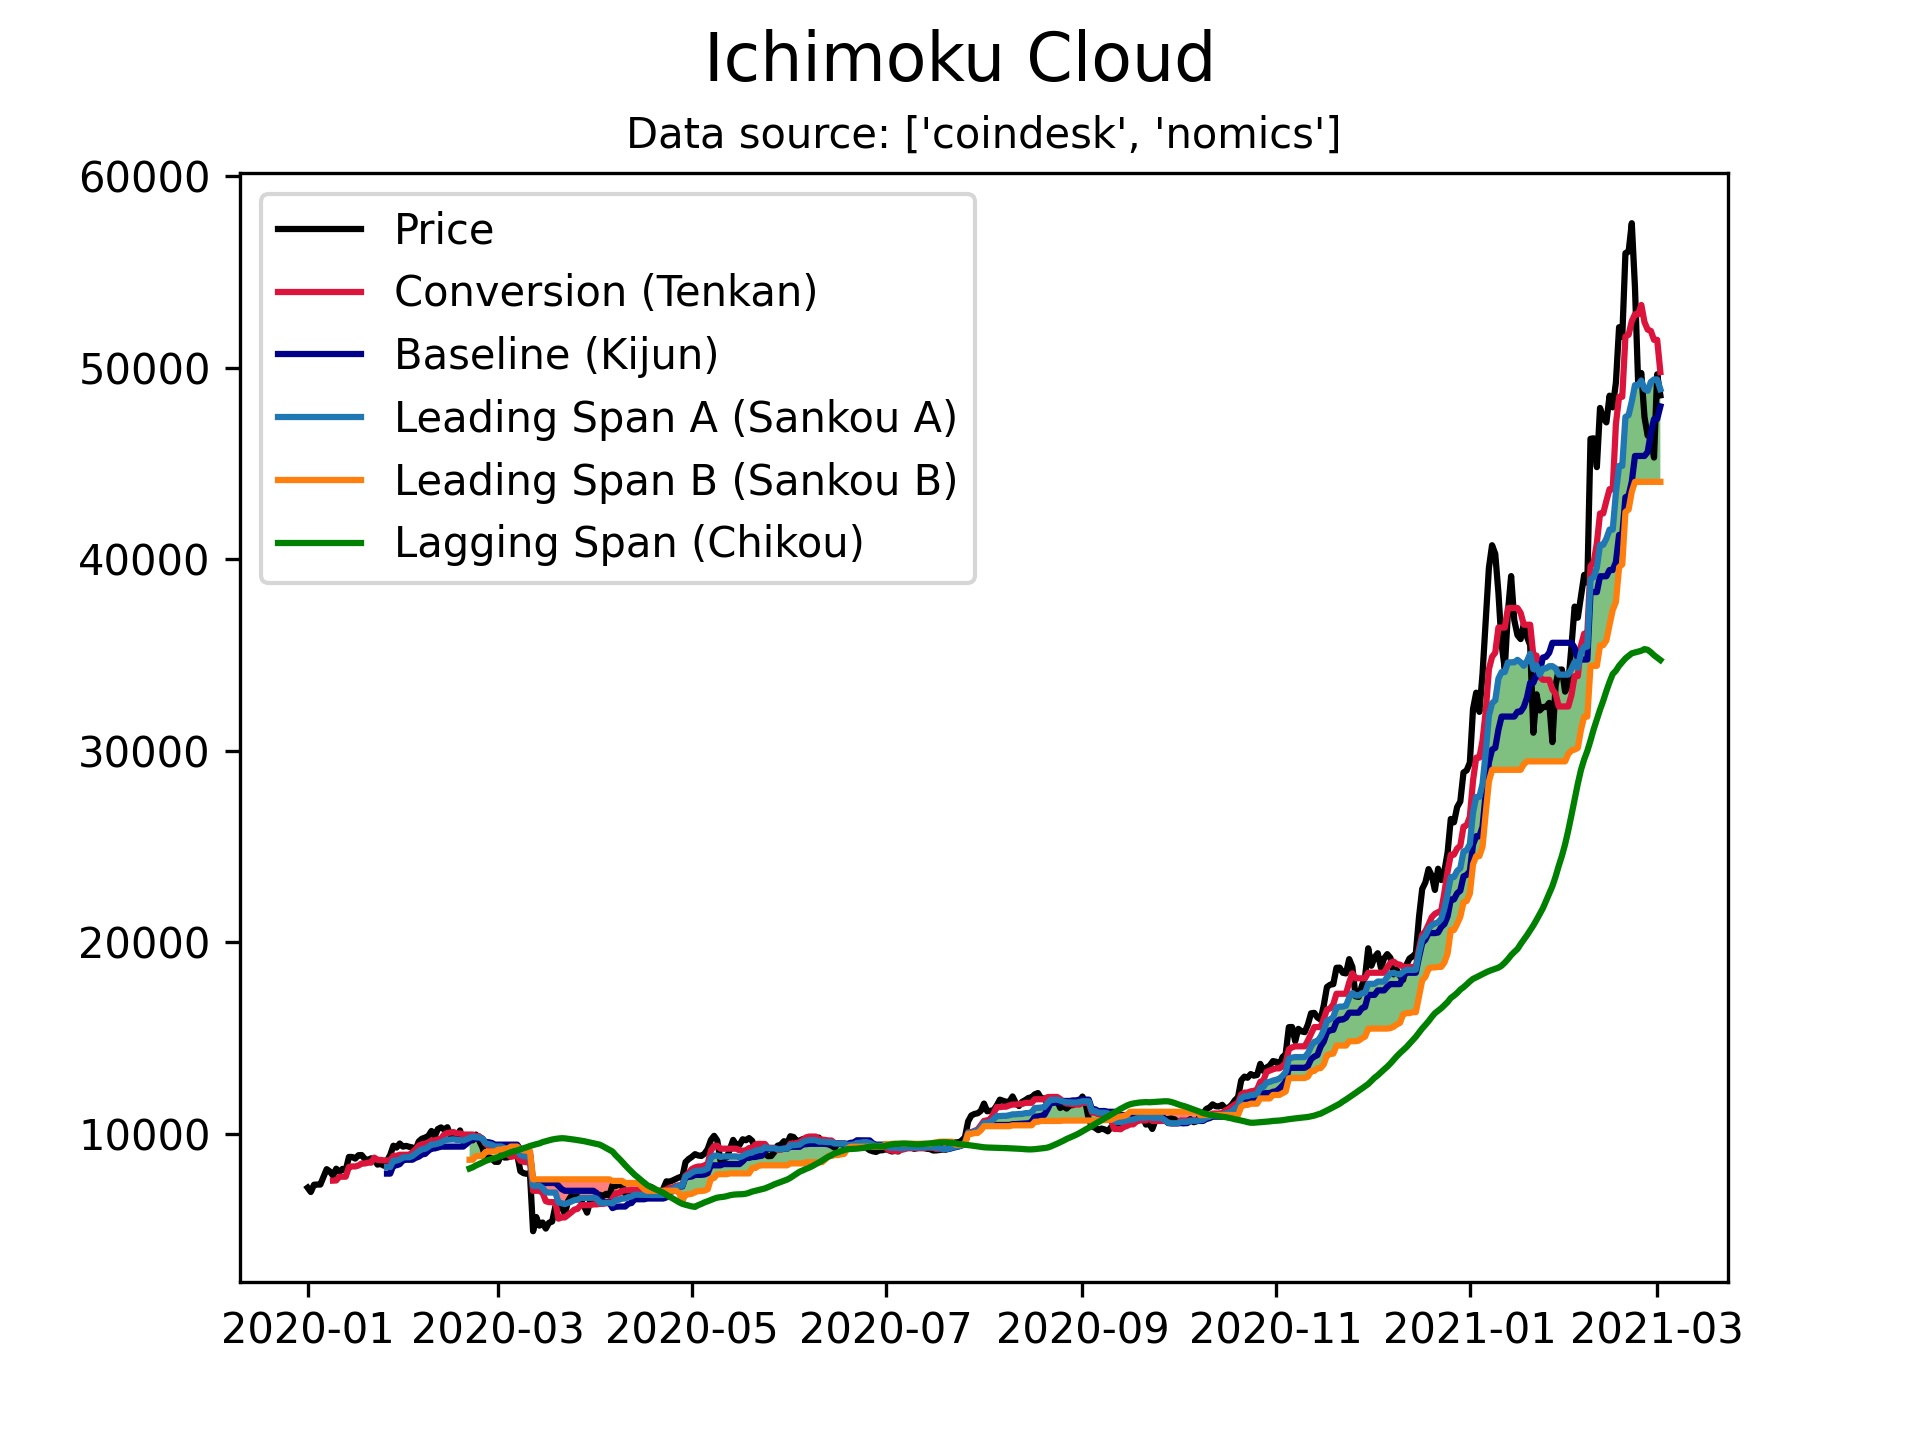 Ichimoku Cloud
Data source: ['coindesk', 'nomics']
60000
50000
40000
30000
20000
10000
Price
Conversion (Tenkan)
Baseline (Kijun)
Leading Span A (Sankou A)
Leading Span B (Sankou B)
Lagging Span (Chikou)
2020-01 2020-03 2020-05 2020-07 2020-09 2020-11 2021-01 2021-03